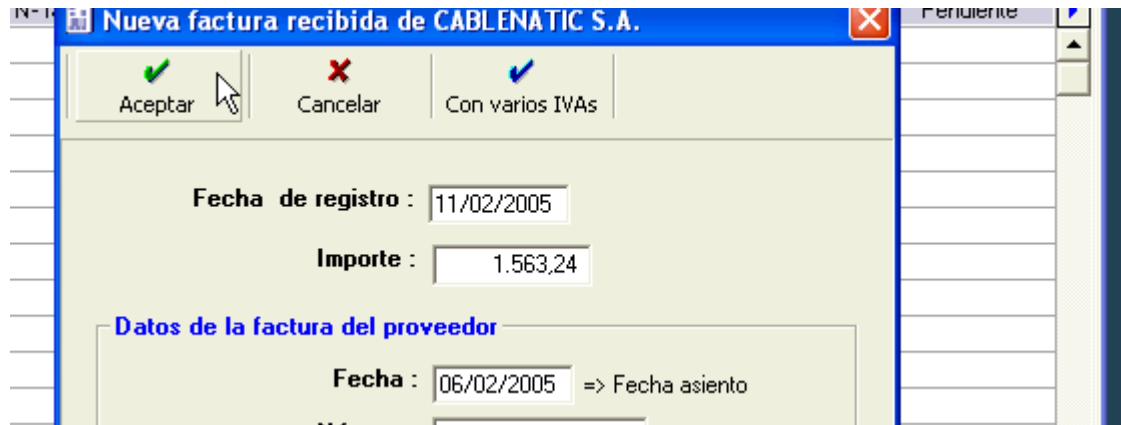 Nueva factura recibida de CABLENATIC S.A.
Pendiente
Aceptar
Cancelar
Con varios IVAs
Fecha de registro :
11/02/2005
Importe :
1.563,24
Datos de la factura del proveedor
Fecha :
06/02/2005
=> Fecha asiento